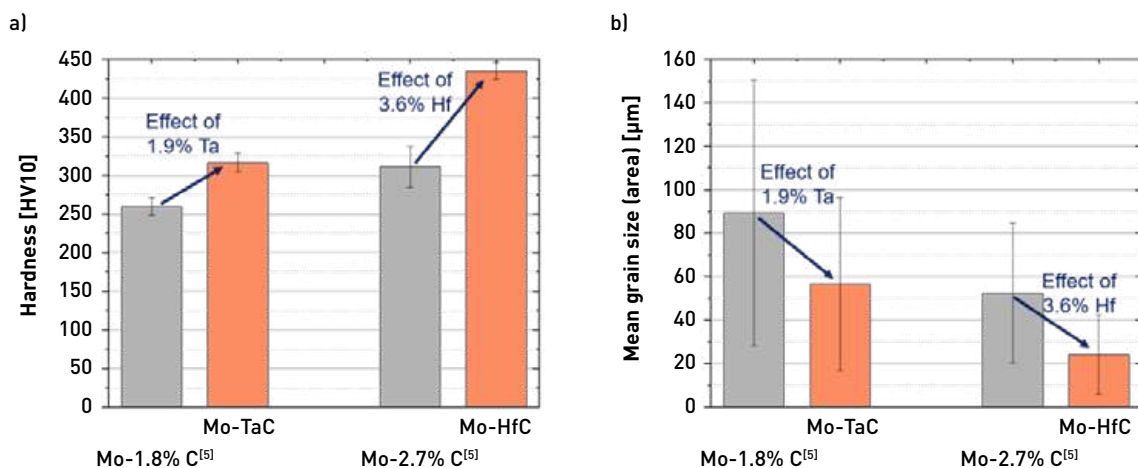 a)
Hardness [HV10]
450
400
350
300
250
200
150
100
50
0
Effect of
1.9% Ta
Effect of
3.6% Hf
Mo-TaC
Mo-HfC
Mo-1.8% C[5]
Mo-2.7% C[5]
b)
Mean grain size (area) [µm]
160
140
120
100
80
60
40
20
0
Effect of
1.9% Ta
Effect of
3.6% Hf
Mo-TaC
Mo-HfC
Mo-1.8% C[5]
Mo-2.7% C[5]